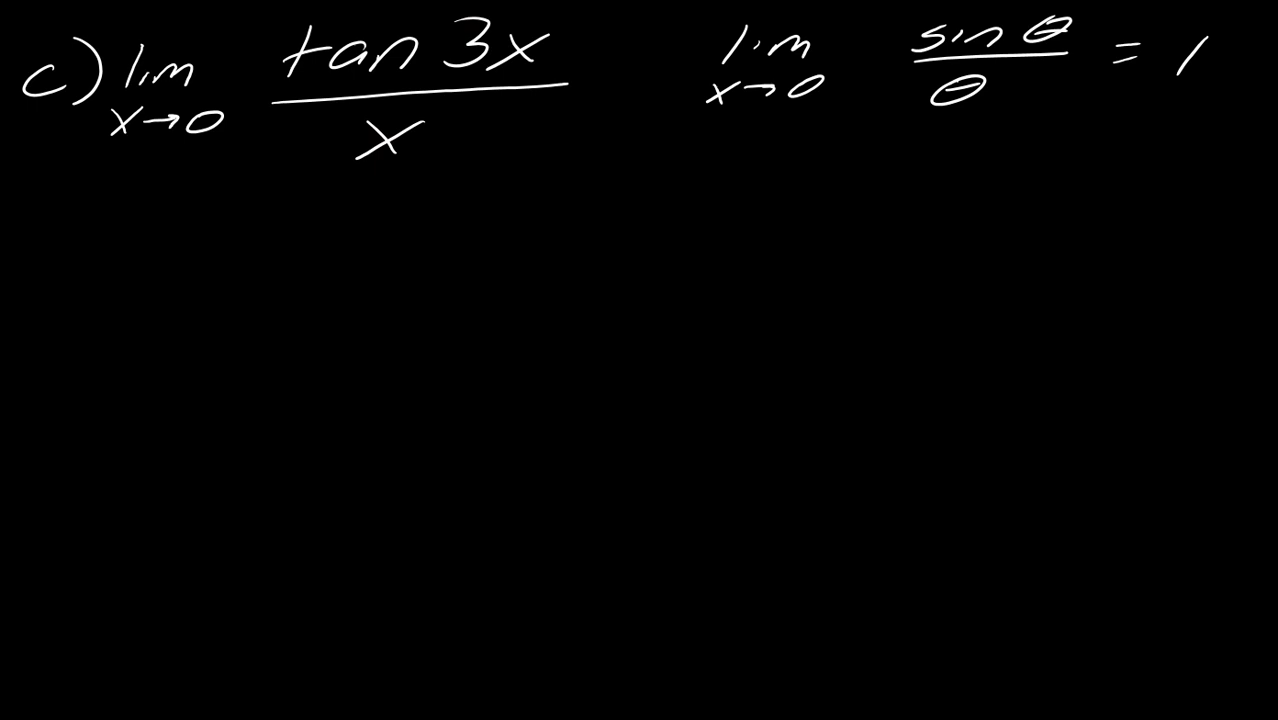 c) lim x→0 tan 3x / x
lim x→0 sin θ / θ = 1